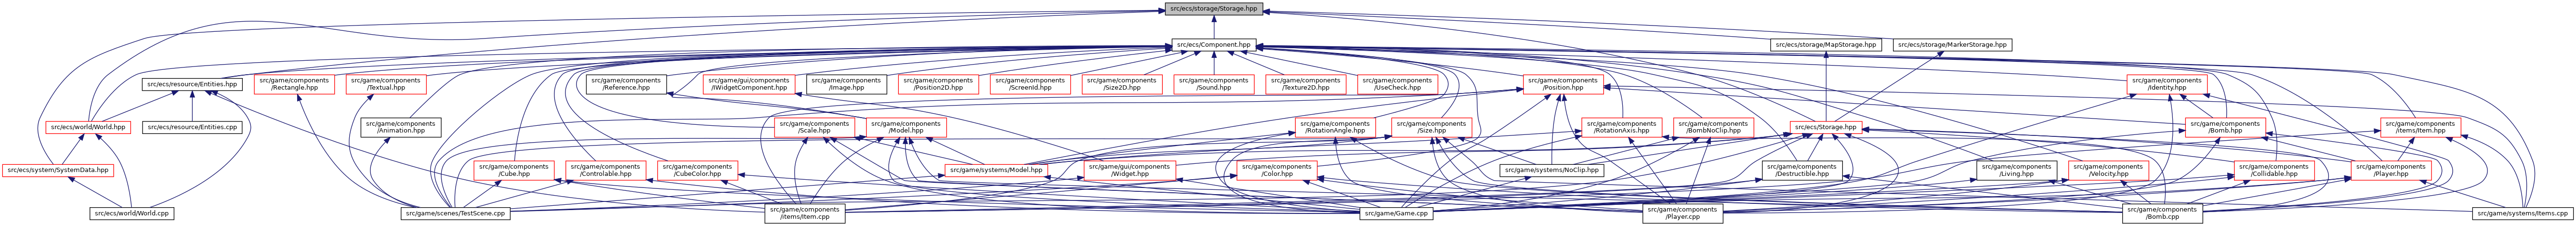 src/ecs/storage/Storage.hpp
src/ecs/Component.hpp
src/ecs/storage/MapStorage.hpp
src/ecs/storage/MarkerStorage.hpp
src/ecs/resource/Entities.hpp
src/game/components
/Rectangle.hpp
src/game/components
/Textual.hpp
src/game/components
/Reference.hpp
src/game/gui/components
/IWidgetComponent.hpp
src/game/components
/Image.hpp
src/game/components
/Position2D.hpp
src/game/components
/ScreenId.hpp
src/game/components
/Size2D.hpp
src/game/components
/Sound.hpp
src/game/components
/Texture2D.hpp
src/game/components
/UseCheck.hpp
src/game/components
/Position.hpp
src/game/components
/Identity.hpp
src/ecs/world/World.hpp
src/ecs/resource/Entities.cpp
src/game/components
/Animation.hpp
src/game/components
/Scale.hpp
src/game/components
/Model.hpp
src/game/components
/RotationAngle.hpp
src/game/components
/Size.hpp
src/game/components
/RotationAxis.hpp
src/game/components
/BombNoClip.hpp
src/ecs/Storage.hpp
src/game/components
/Bomb.hpp
src/game/components
/items/Item.hpp
src/ecs/system/SystemData.hpp
src/game/components
/Cube.hpp
src/game/components
/Controlable.hpp
src/game/components
/CubeColor.hpp
src/game/systems/Model.hpp
src/game/gui/components
/Widget.hpp
src/game/components
/Color.hpp
src/game/systems/NoClip.hpp
src/game/components
/Destructible.hpp
src/game/components
/Living.hpp
src/game/components
/Velocity.hpp
src/game/components
/Collidable.hpp
src/game/components
/Player.hpp
src/ecs/world/World.cpp
src/game/scenes/TestScene.cpp
src/game/components
/items/Item.cpp
src/game/Game.cpp
src/game/components
/Player.cpp
src/game/components
/Bomb.cpp
src/game/systems/Items.cpp